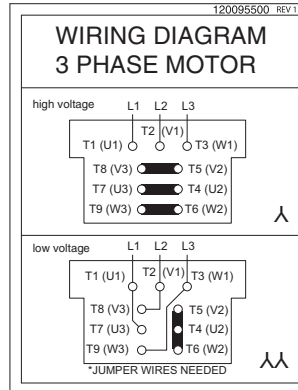 120095500 REV 1
WIRING DIAGRAM
3 PHASE MOTOR
high voltage L1 L2 L3
T2 (V1)
T1 (U1) T3 (W1)
T8 (V3) T5 (V2)
T7 (U3) T4 (U2)
T9 (W3) T6 (W2)
low voltage L1 L2 L3
T1 (U1) T2 (V1) T3 (W1)
T8 (V3) T5 (V2)
T7 (U3) T4 (U2)
T9 (W3) T6 (W2)
*JUMPER WIRES NEEDED